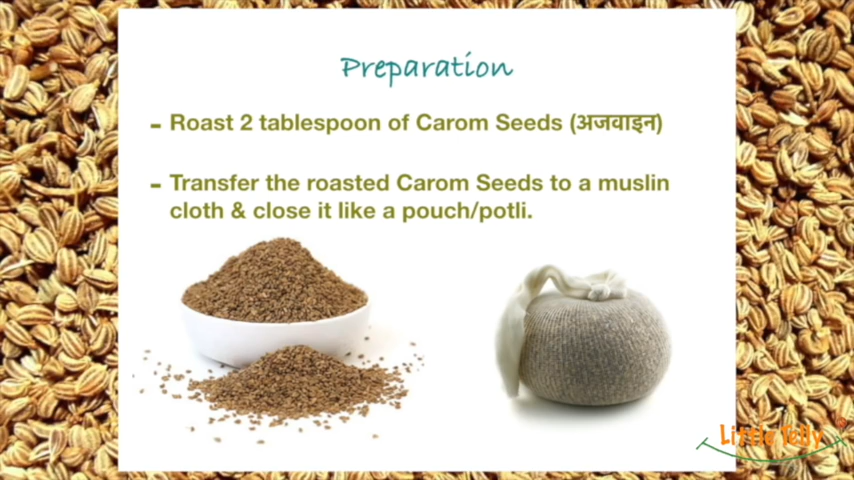 Preparation
- Roast 2 tablespoon of Carom Seeds (अजवाइन)
- Transfer the roasted Carom Seeds to a muslin
cloth & close it like a pouch/potli.
Little Telly